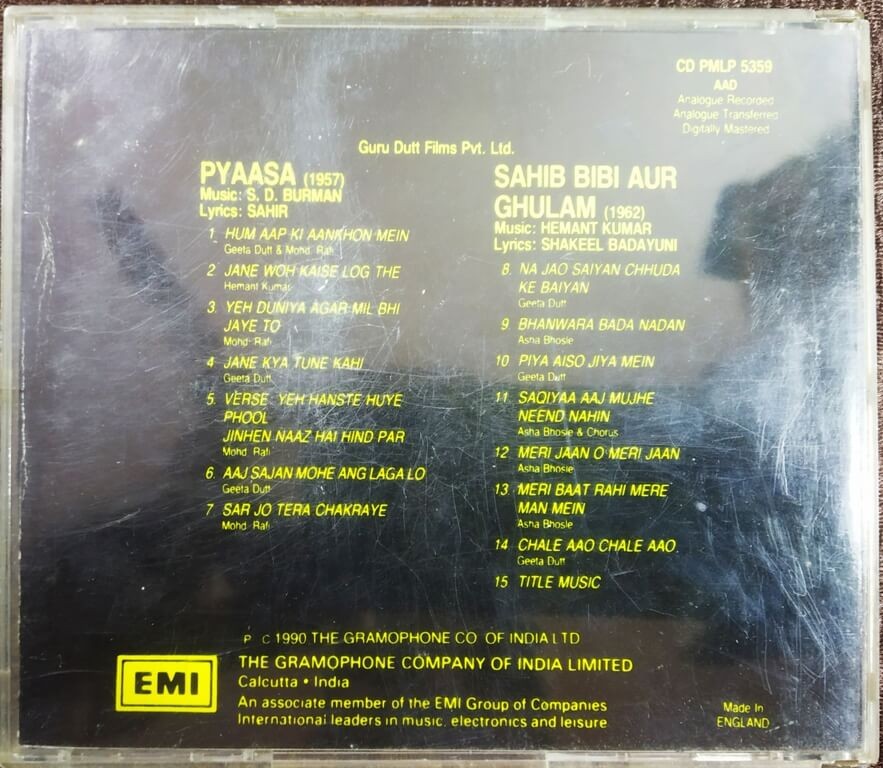 CD PMLP 5359
AAD
Analogue Recorded
Analogue Transferred
Digitally Mastered
Guru Dutt Films Pvt. Ltd.
PYAASA (1957)
Music: S. D. BURMAN
Lyrics: SAHIR
1 HUM AAP KI AANKHON MEIN
Geeta Dutt & Mohd. Rafi
2 JANE WOH KAISE LOG THE
Hemant Kumar
3. YEH DUNIYA AGAR MIL BHI
JAYE TO
Mohd. Rafi
4 JANE KYA TUNE KAHI
Geeta Dutt
5 VERSE. YEH HANSTE HUYE
PHOOL
JINHEN NAAZ HAI HIND PAR
Mohd Rafi
6. AAJ SAJAN MOHE ANG LAGA LO
Geeta Dutt
7 SAR JO TERA CHAKRAYE
Mohd. Rafi
SAHIB BIBI AUR
GHULAM (1962)
Music: HEMANT KUMAR
Lyrics: SHAKEEL BADAYUNI
8. NA JAO SAIYAN CHHUDA
KE BAIYAN
Geeta Dutt
9 BHANWARA BADA NADAN
Asha Bhosle
10 PIYA AISO JIYA MEIN
Geeta Dutt
11 SAQIYAA AAJ MUJHE
NEEND NAHIN
Asha Bhosle & Chorus
12 MERI JAAN O MERI JAAN
Asha Bhosle
13 MERI BAAT RAHI MERE
MAN MEIN
Asha Bhosle
14 CHALE AAO CHALE AAO
Geeta Dutt
15 TITLE MUSIC
P C 1990 THE GRAMOPHONE CO OF INDIA LTD
EMI
THE GRAMOPHONE COMPANY OF INDIA LIMITED
Calcutta • India
An associate member of the EMI Group of Companies
International leaders in music, electronics and leisure
Made In
ENGLAND